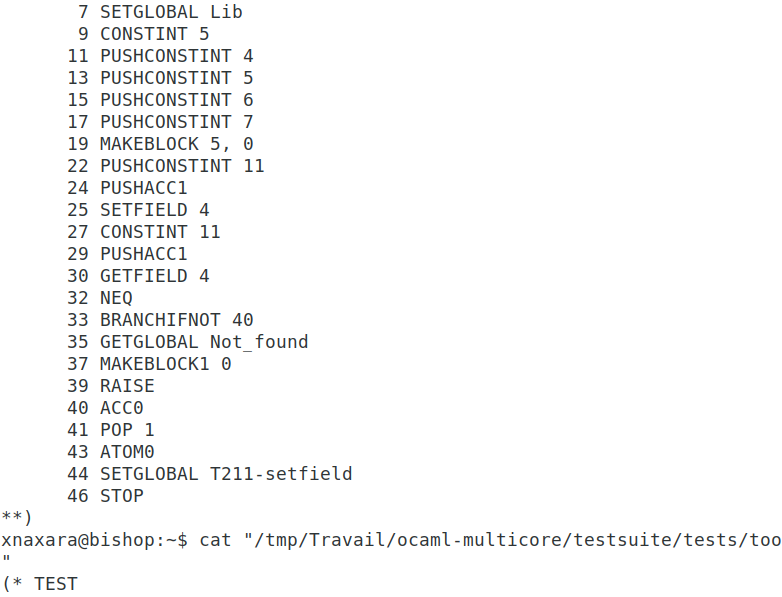 7 SETGLOBAL Lib
9 CONSTINT 5
11 PUSHCONSTINT 4
13 PUSHCONSTINT 5
15 PUSHCONSTINT 6
17 PUSHCONSTINT 7
19 MAKEBLOCK 5, 0
22 PUSHCONSTINT 11
24 PUSHACC1
25 SETFIELD 4
27 CONSTINT 11
29 PUSHACC1
30 GETFIELD 4
32 NEQ
33 BRANCHIFNOT 40
35 GETGLOBAL Not_found
37 MAKEBLOCK1 0
39 RAISE
40 ACC0
41 POP 1
43 ATOM0
44 SETGLOBAL T211-setfield
46 STOP
**)
xnaxara@bishop:~$ cat "/tmp/Travail/ocaml-multicore/testsuite/tests/too
"
(* TEST